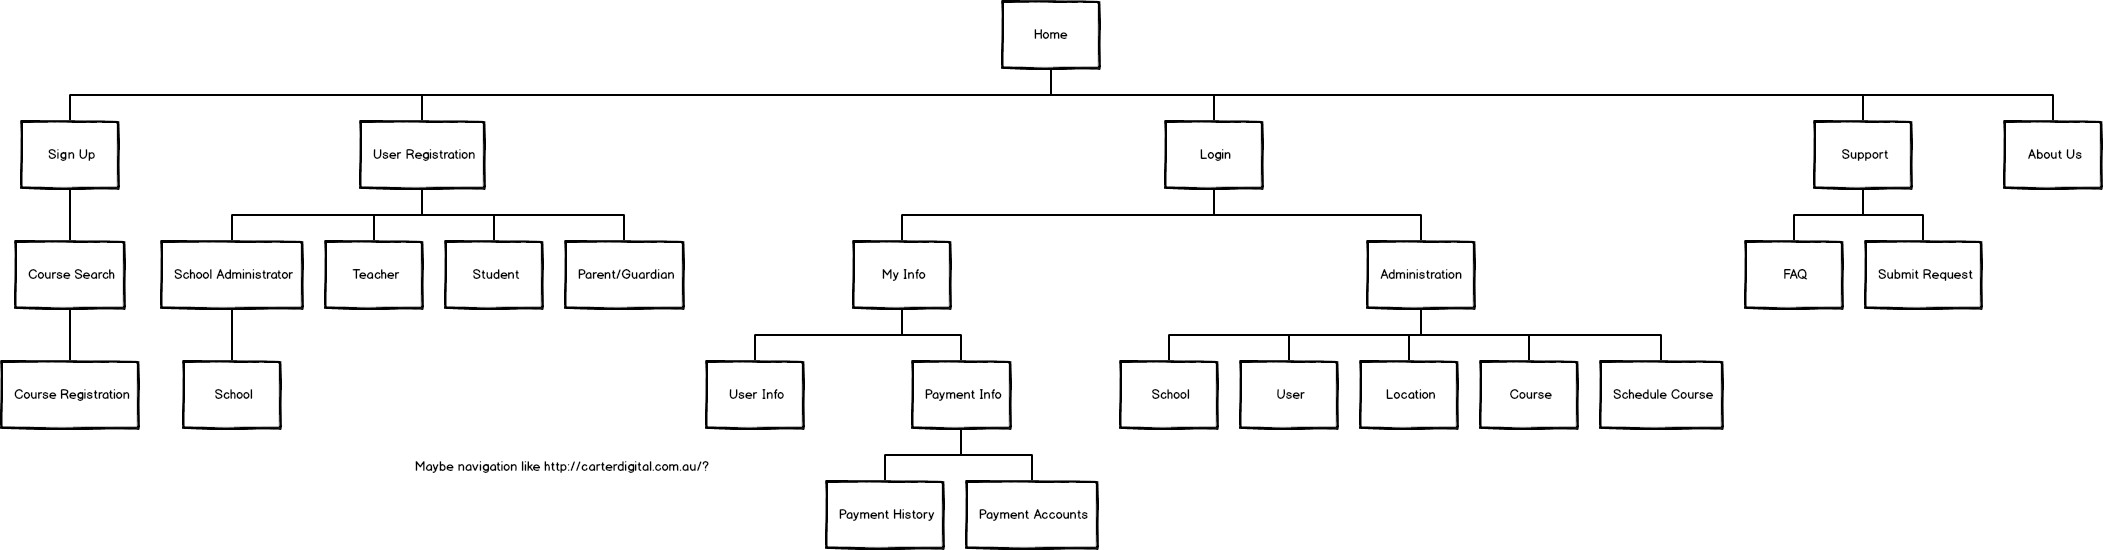 Home
Sign Up
User Registration
Login
Support
About Us
Course Search
School Administrator
Teacher
Student
Parent/Guardian
My Info
Administration
FAQ
Submit Request
Course Registration
School
User Info
Payment Info
School
User
Location
Course
Schedule Course
Maybe navigation like http://carterdigital.com.au/?
Payment History
Payment Accounts